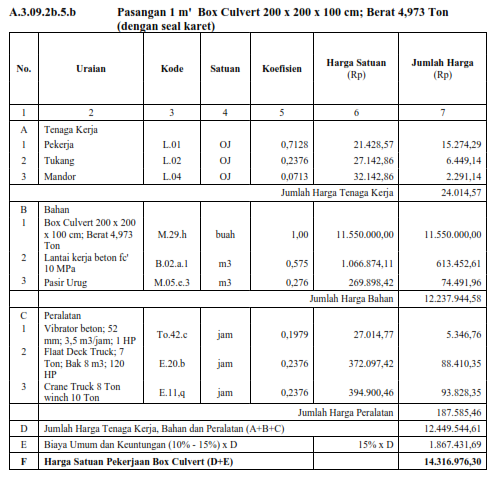 A.3.09.2b.5.b Pasangan 1 m' Box Culvert 200 x 200 x 100 cm; Berat 4,973 Ton
(dengan seal karet)
No. Uraian Kode Satuan Koefisien Harga Satuan (Rp) Jumlah Harga (Rp)
1 2 3 4 5 6 7
A Tenaga Kerja
1 Pekerja L.01 OJ 0,7128 21.428,57 15.274,29
2 Tukang L.02 OJ 0,2376 27.142,86 6.449,14
3 Mandor L.04 OJ 0,0713 32.142,86 2.291,14
Jumlah Harga Tenaga Kerja 24.014,57
B Bahan
1 Box Culvert 200 x 200
x 100 cm; Berat 4,973 M.29.h buah 1,00 11.550.000,00 11.550.000,00
Ton
2 Lantai kerja beton fc'
10 MPa B.02.a.1 m3 0,575 1.066.874,11 613.452,61
3 Pasir Urug M.05.e.3 m3 0,276 269.898,42 74.491,96
Jumlah Harga Bahan 12.237.944,58
C Peralatan
1 Vibrator beton; 52
mm; 3,5 m3/jam; 1 HP To.42.c jam 0,1979 27.014,77 5.346,76
2 Flaat Deck Truck; 7
Ton; Bak 8 m3; 120 E.20.b jam 0,2376 372.097,42 88.410,35
HP
3 Crane Truck 8 Ton
winch 10 Ton E.11,q jam 0,2376 394.900,46 93.828,35
Jumlah Harga Peralatan 187.585,46
D Jumlah Harga Tenaga Kerja, Bahan dan Peralatan (A+B+C) 12.449.544,61
E Biaya Umum dan Keuntungan (10% - 15%) x D 15% x D 1.867.431,69
F Harga Satuan Pekerjaan Box Culvert (D+E) 14.316.976,30